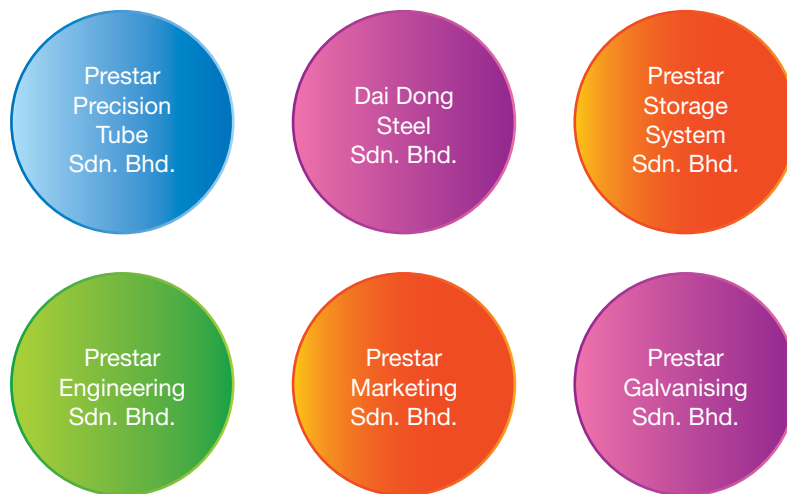 Prestar
Precision
Tube
Sdn. Bhd.
Dai Dong
Steel
Sdn. Bhd.
Prestar
Storage
System
Sdn. Bhd.
Prestar
Engineering
Sdn. Bhd.
Prestar
Marketing
Sdn. Bhd.
Prestar
Galvanising
Sdn. Bhd.